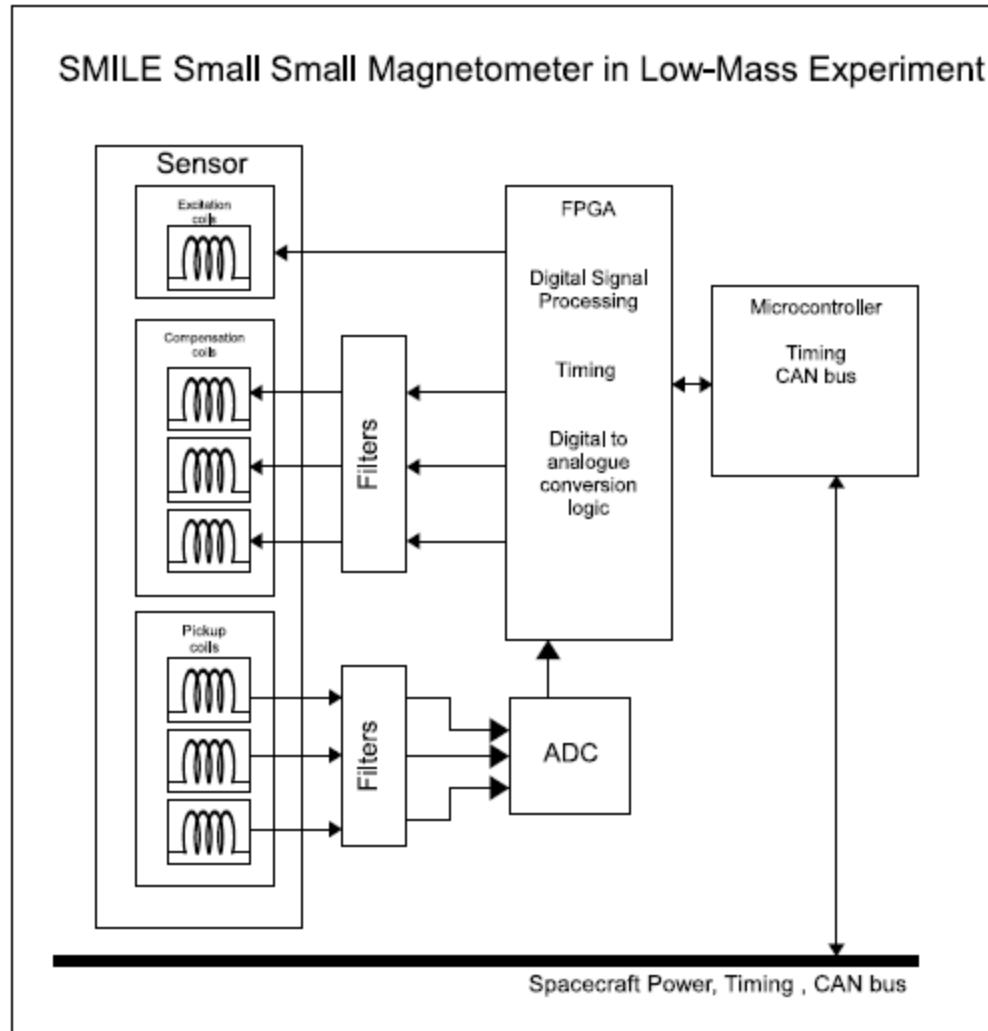 SMILE Small Small Magnetometer in Low-Mass Experiment
Sensor
Excitation
coils
Compensation
coils
Pickup
coils
Filters
Filters
FPGA
Digital Signal
Processing
Timing
Digital to
analogue
conversion
logic
ADC
Microcontroller
Timing
CAN bus
Spacecraft Power, Timing , CAN bus